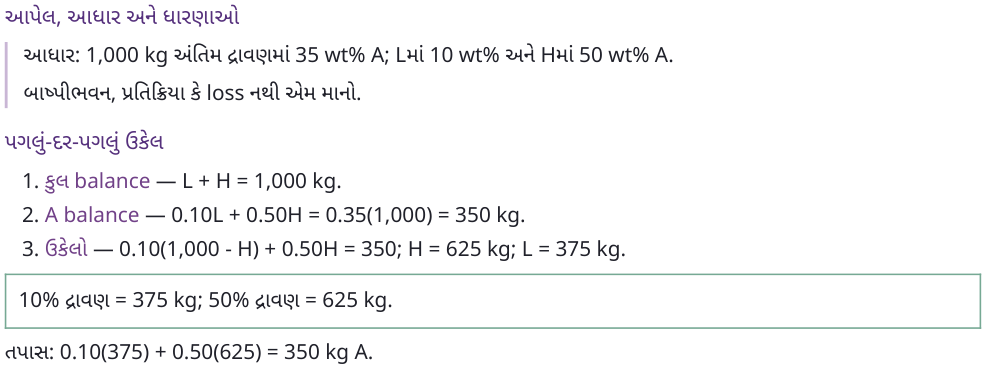 આપેલ, આધાર અને ધારણાઓ
આધાર: 1,000 kg અંતિમ દ્રાવણમાં 35 wt% A; Lમાં 10 wt% અને Hમાં 50 wt% A.
બાષ્પીભવન, પ્રતિક્રિયા કે loss નથી એમ માનો.
પગલું-દર-પગલું ઉકેલ
1. કુલ balance — L + H = 1,000 kg.
2. A balance — 0.10L + 0.50H = 0.35(1,000) = 350 kg.
3. ઉકેલો — 0.10(1,000 - H) + 0.50H = 350; H = 625 kg; L = 375 kg.
10% દ્રાવણ = 375 kg; 50% દ્રાવણ = 625 kg.
તપાસ: 0.10(375) + 0.50(625) = 350 kg A.